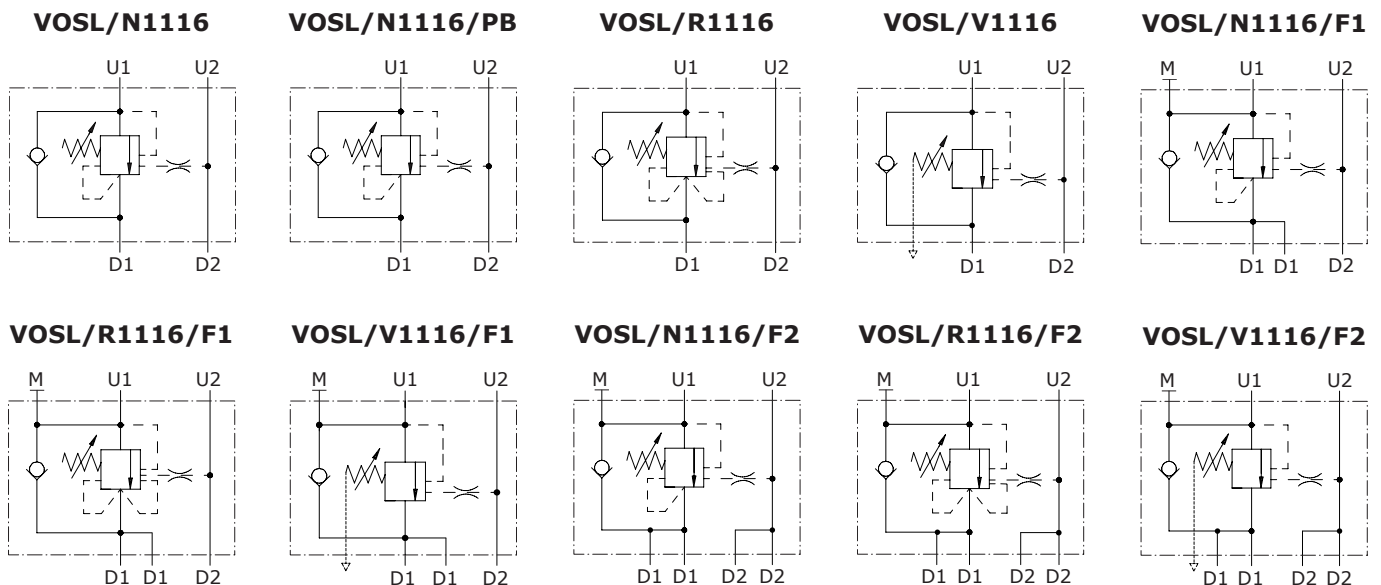 VOSL/N1116 VOSL/N1116/PB VOSL/R1116 VOSL/V1116 VOSL/N1116/F1
U1 U2 U1 U2 U1 U2 U1 U2 M U1 U2
D1 D2 D1 D2 D1 D2 D1 D2 D1 D1 D2
VOSL/R1116/F1 VOSL/V1116/F1 VOSL/N1116/F2 VOSL/R1116/F2 VOSL/V1116/F2
M U1 U2 M U1 U2 M U1 U2 M U1 U2 M U1 U2
D1 D1 D2 D1 D1 D2 D1 D1 D2 D2 D1 D1 D2 D2 D1 D1 D2 D2